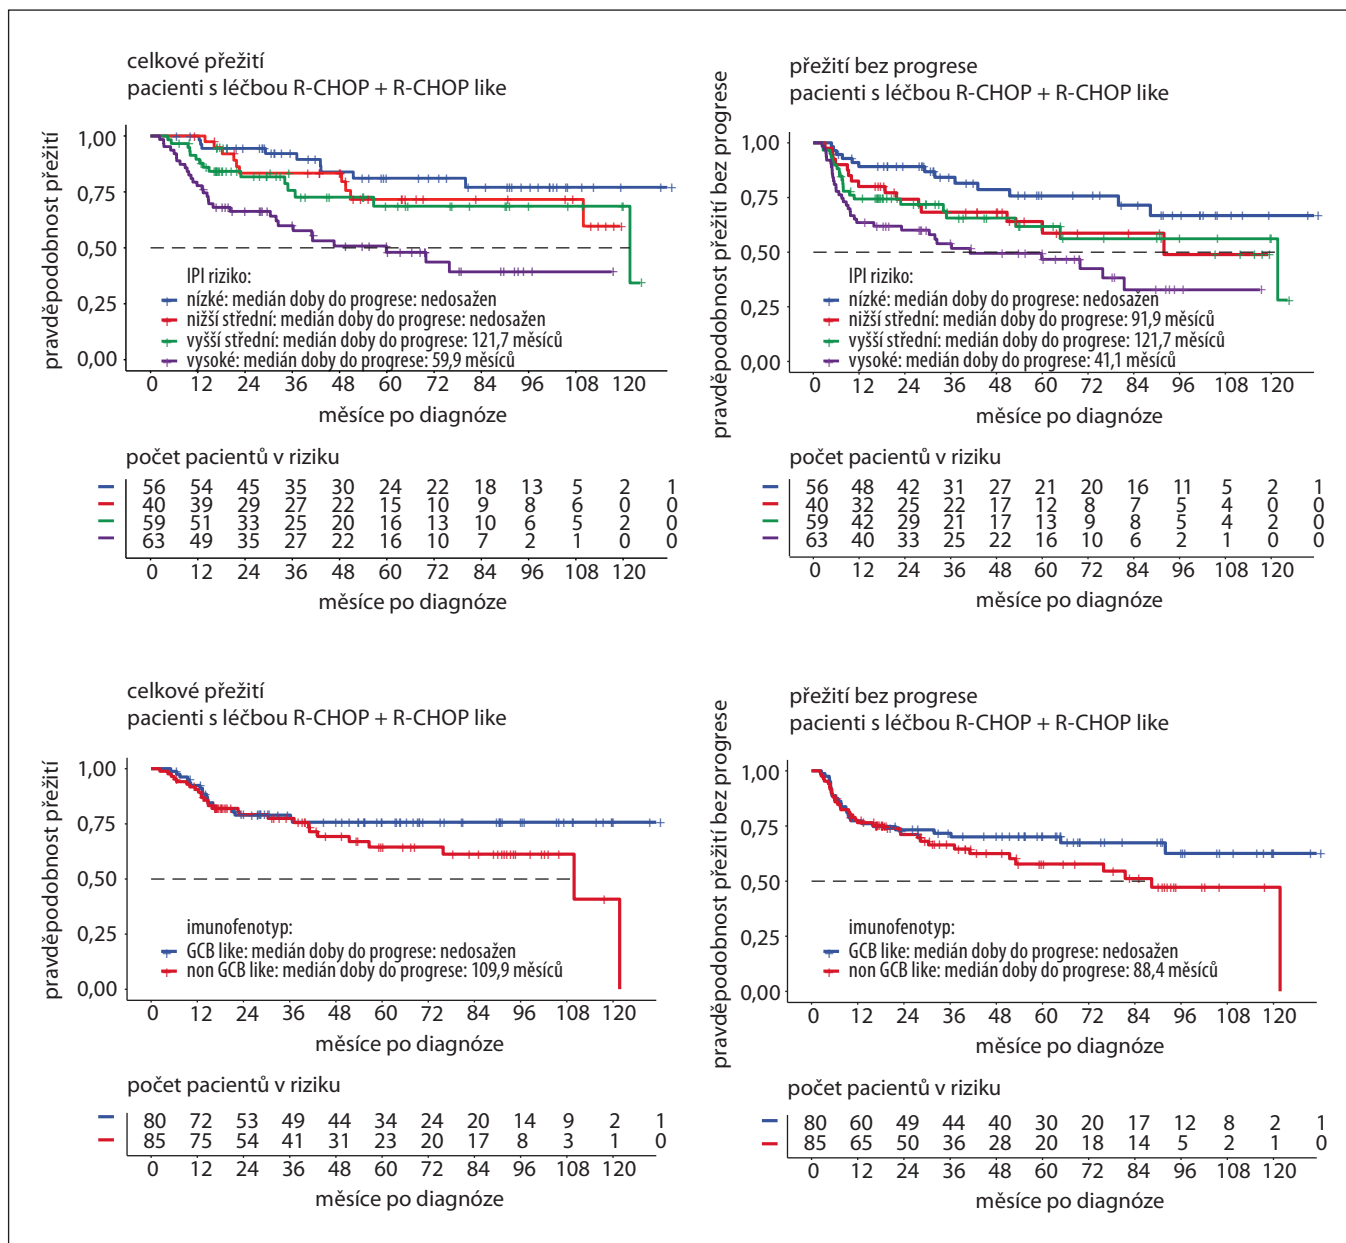 celkové přežití
pacienti s léčbou R-CHOP + R-CHOP like
pravděpodobnost přežití
1,00
0,75
0,50
0,25
0,00
IPI riziko:
nízké: medián doby do progrese: nedosažen
nižší střední: medián doby do progrese: nedosažen
vyšší střední: medián doby do progrese: 121,7 měsíců
vysoké: medián doby do progrese: 59,9 měsíců
0 12 24 36 48 60 72 84 96 108 120
měsíce po diagnóze
počet pacientů v riziku
56 54 45 35 30 24 22 18 13 5 2 1
40 39 29 27 22 15 10 9 8 6 0 0
59 51 33 25 20 16 13 10 6 5 2 0
63 49 35 27 22 16 10 7 2 1 0 0
0 12 24 36 48 60 72 84 96 108 120
měsíce po diagnóze
přežití bez progrese
pacienti s léčbou R-CHOP + R-CHOP like
pravděpodobnost přežití bez progrese
1,00
0,75
0,50
0,25
0,00
IPI riziko:
nízké: medián doby do progrese: nedosažen
nižší střední: medián doby do progrese: 91,9 měsíců
vyšší střední: medián doby do progrese: 121,7 měsíců
vysoké: medián doby do progrese: 41,1 měsíců
0 12 24 36 48 60 72 84 96 108 120
měsíce po diagnóze
počet pacientů v riziku
56 48 42 31 27 21 20 16 11 5 2 1
40 32 25 22 17 12 8 7 5 4 0 0
59 42 29 21 17 13 9 8 5 4 2 0
63 40 33 25 22 16 10 6 2 1 0 0
0 12 24 36 48 60 72 84 96 108 120
měsíce po diagnóze
celkové přežití
pacienti s léčbou R-CHOP + R-CHOP like
pravděpodobnost přežití
1,00
0,75
0,50
0,25
0,00
imunofenotyp:
GCB like: medián doby do progrese: nedosažen
non GCB like: medián doby do progrese: 109,9 měsíců
0 12 24 36 48 60 72 84 96 108 120
měsíce po diagnóze
počet pacientů v riziku
80 72 53 49 44 34 24 20 14 9 2 1
85 75 54 41 31 23 20 17 8 3 1 0
0 12 24 36 48 60 72 84 96 108 120
měsíce po diagnóze
přežití bez progrese
pacienti s léčbou R-CHOP + R-CHOP like
pravděpodobnost přežití bez progrese
1,00
0,75
0,50
0,25
0,00
imunofenotyp:
GCB like: medián doby do progrese: nedosažen
non GCB like: medián doby do progrese: 88,4 měsíců
0 12 24 36 48 60 72 84 96 108 120
měsíce po diagnóze
počet pacientů v riziku
80 60 49 44 40 30 20 17 12 8 2 1
85 65 50 36 28 20 18 14 5 2 1 0
0 12 24 36 48 60 72 84 96 108 120
měsíce po diagnóze